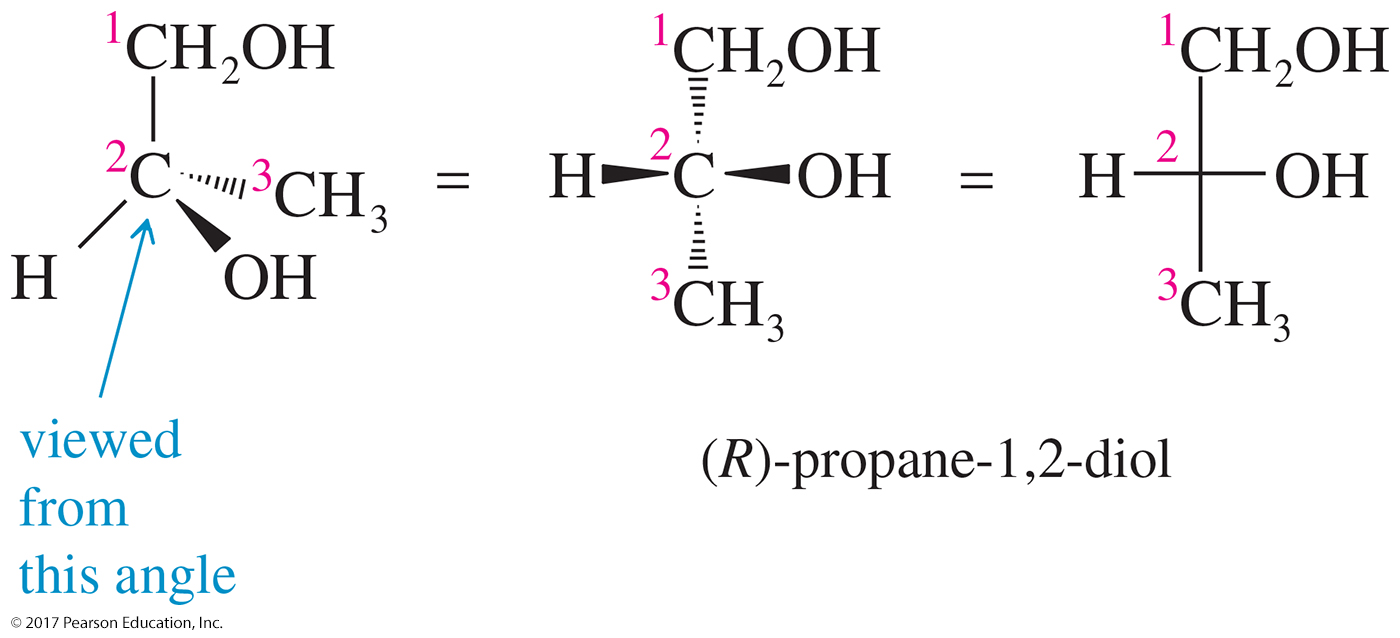 1CH2OH 1CH2OH 1CH2OH
2C 3CH3 = H 2C OH = H 2 OH
H OH 3CH3 3CH3
viewed
from
this angle
(R)-propane-1,2-diol
© 2017 Pearson Education, Inc.